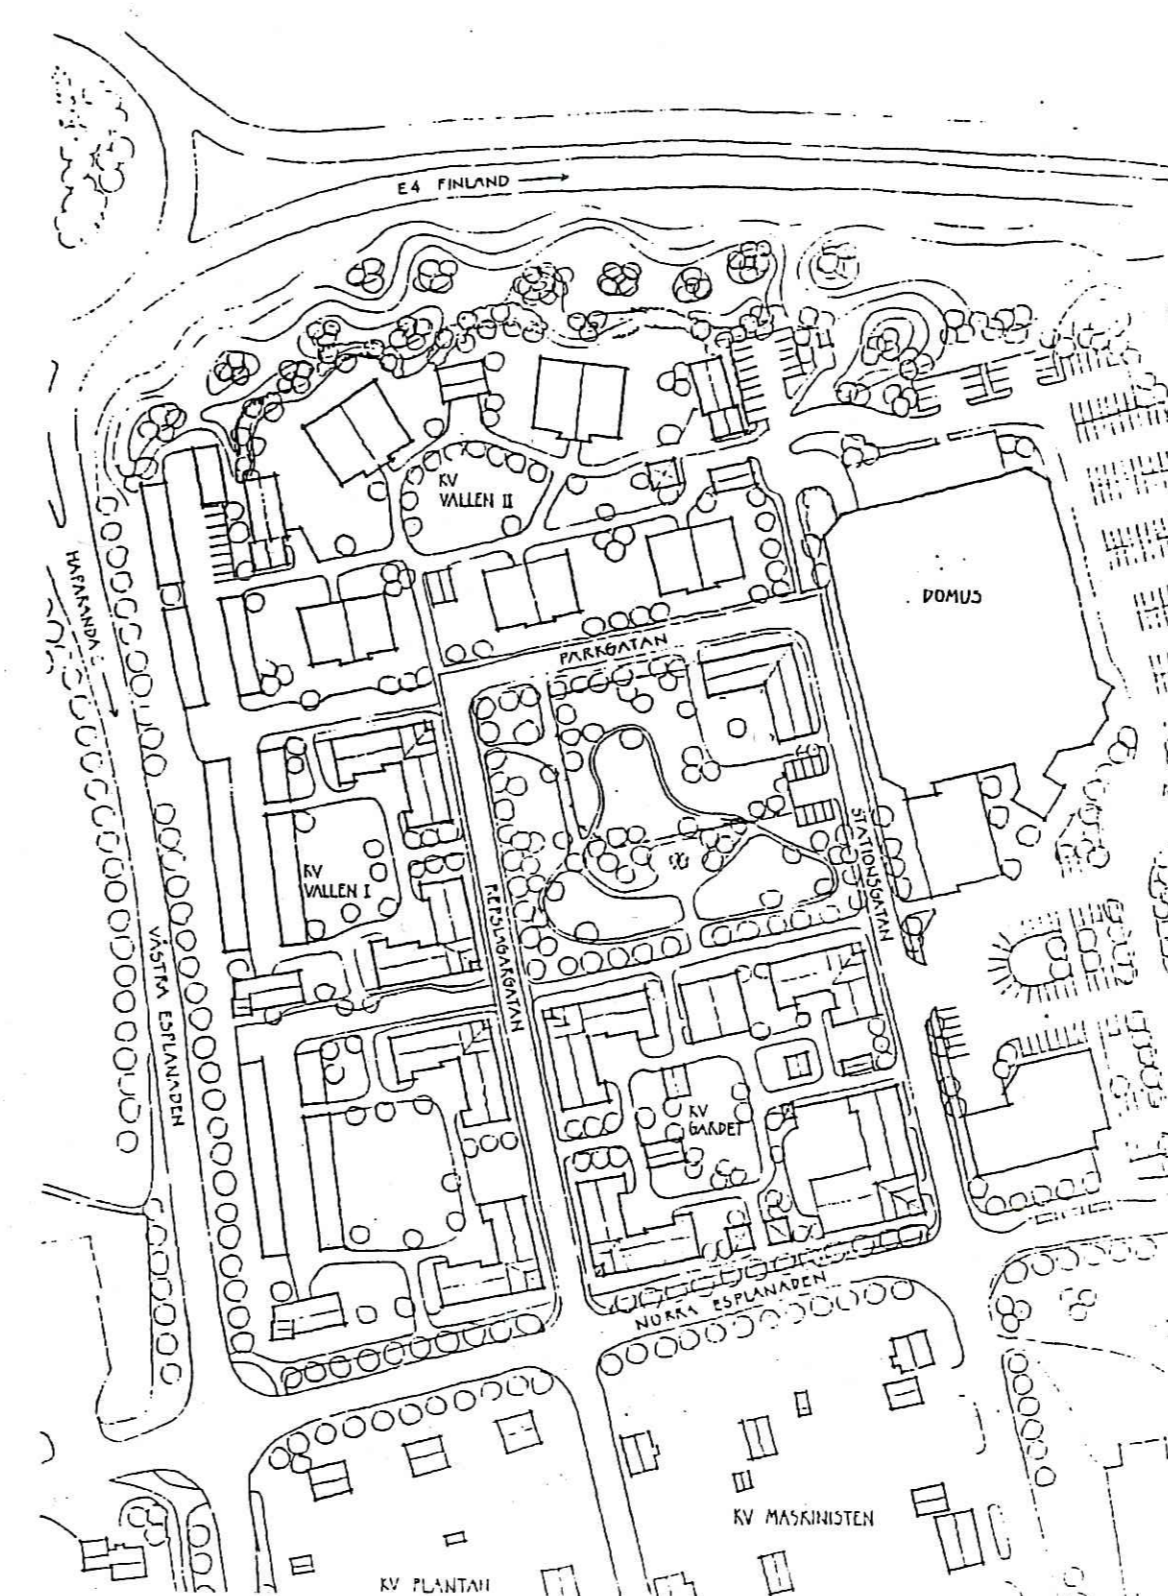 E4 FINLAND
KV
VALLEN II
HAPARANDA
DOMUS
PARKGATAN
KV
VALLEN I
STATIONSGATAN
REPSLAGARGATAN
VÄSTRA ESPLANADEN
KV
GÄRDET
NORRA ESPLANADEN
KV MASKINISTEN
KV PLANTAN